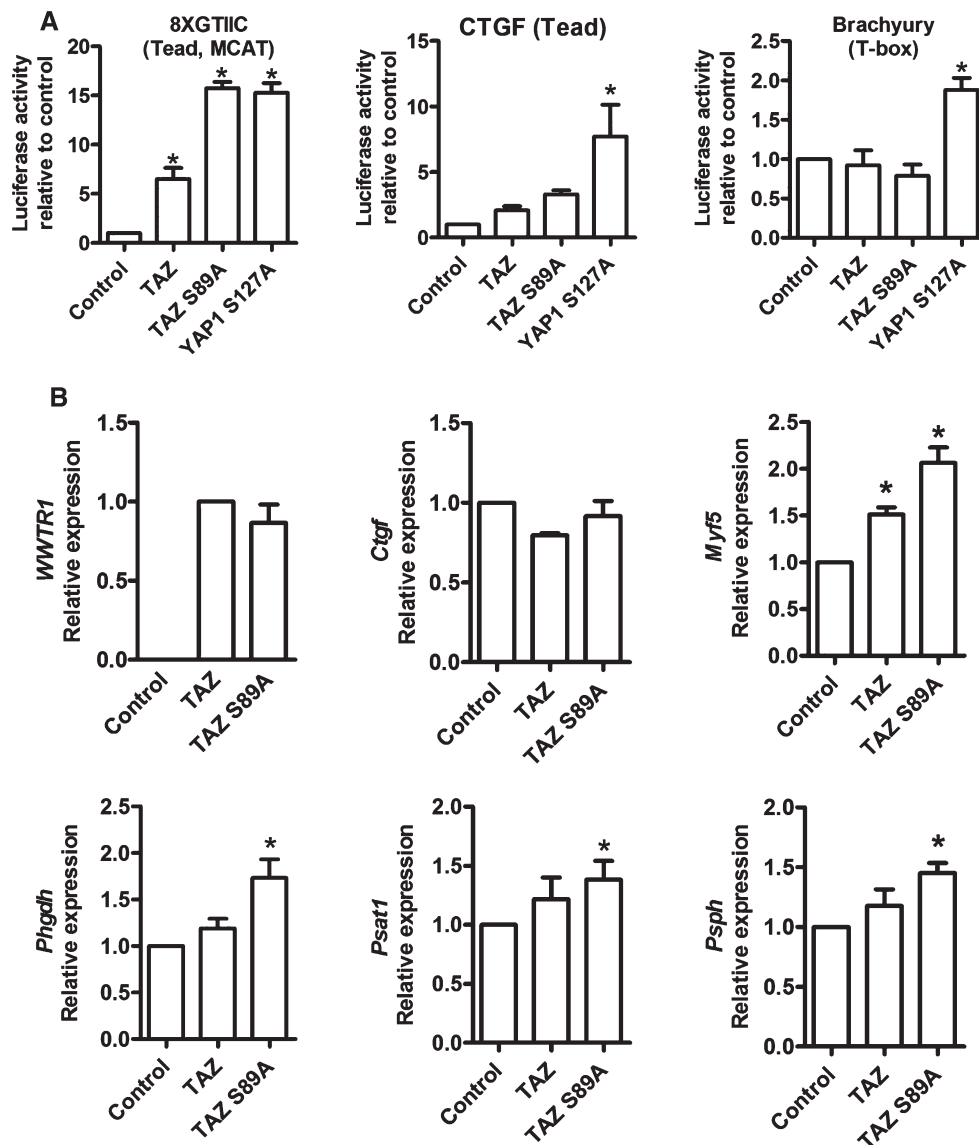 A
8XGTIIC
(Tead, MCAT)
Luciferase activity
relative to control
20
15
10
5
0
*
*
*
Control
TAZ
TAZ S89A
YAP1 S127A
CTGF (Tead)
Luciferase activity
relative to control
15
10
5
0
*
Control
TAZ
TAZ S89A
YAP1 S127A
Brachyury
(T-box)
Luciferase activity
relative to control
2.5
2.0
1.5
1.0
0.5
0.0
*
Control
TAZ
TAZ S89A
YAP1 S127A
B
WWTR1
Relative expression
1.5
1.0
0.5
0.0
Control
TAZ
TAZ S89A
Ctgf
Relative expression
1.5
1.0
0.5
0.0
Control
TAZ
TAZ S89A
Myf5
Relative expression
2.5
2.0
1.5
1.0
0.5
0.0
*
*
Control
TAZ
TAZ S89A
Phgdh
Relative expression
2.5
2.0
1.5
1.0
0.5
0.0
*
Control
TAZ
TAZ S89A
Psat1
Relative expression
2.0
1.5
1.0
0.5
0.0
*
Control
TAZ
TAZ S89A
Psph
Relative expression
2.0
1.5
1.0
0.5
0.0
*
Control
TAZ
TAZ S89A